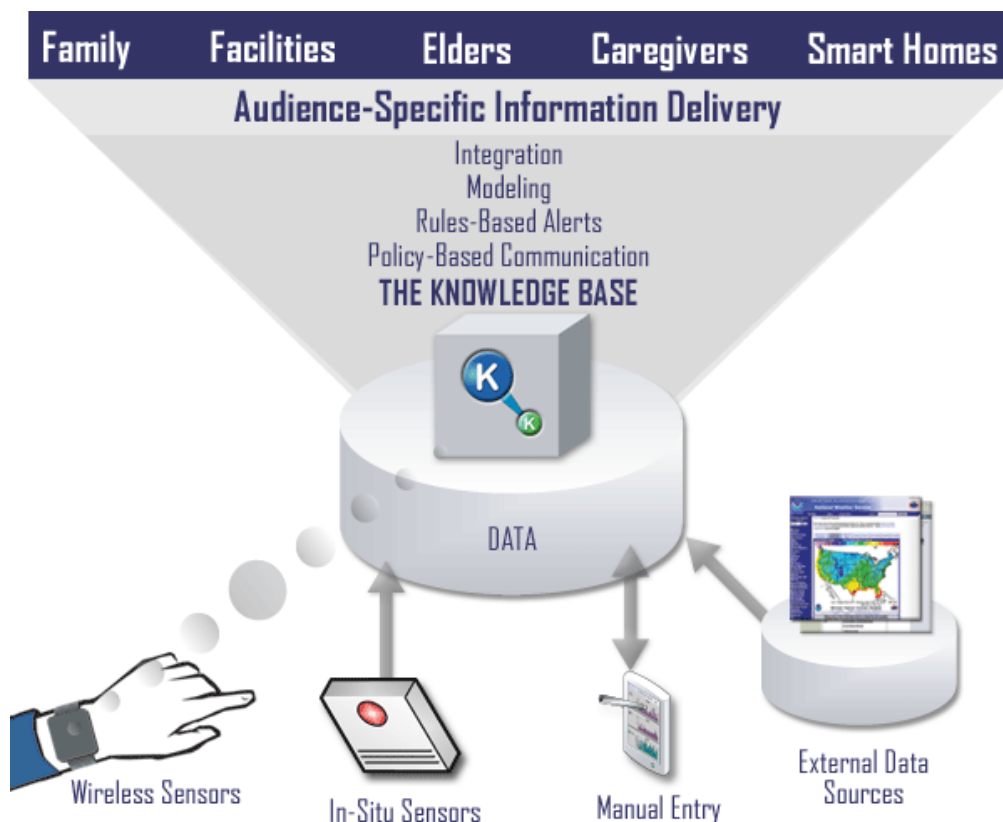 Family Facilities Elders Caregivers Smart Homes
Audience-Specific Information Delivery
Integration
Modeling
Rules-Based Alerts
Policy-Based Communication
THE KNOWLEDGE BASE
K
K
DATA
Wireless Sensors
In-Situ Sensors
Manual Entry
External Data
Sources